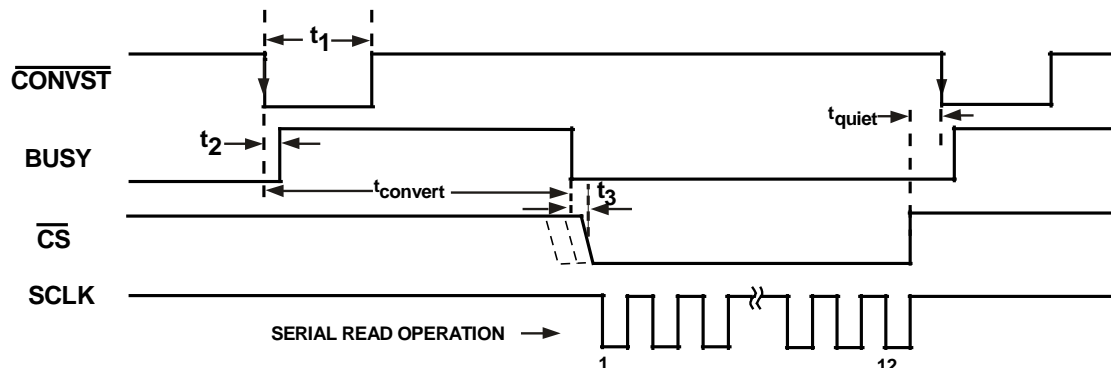 t1
CONVST
tquiet
t2
BUSY
tconvert
t3
CS
SCLK
SERIAL READ OPERATION
1
12